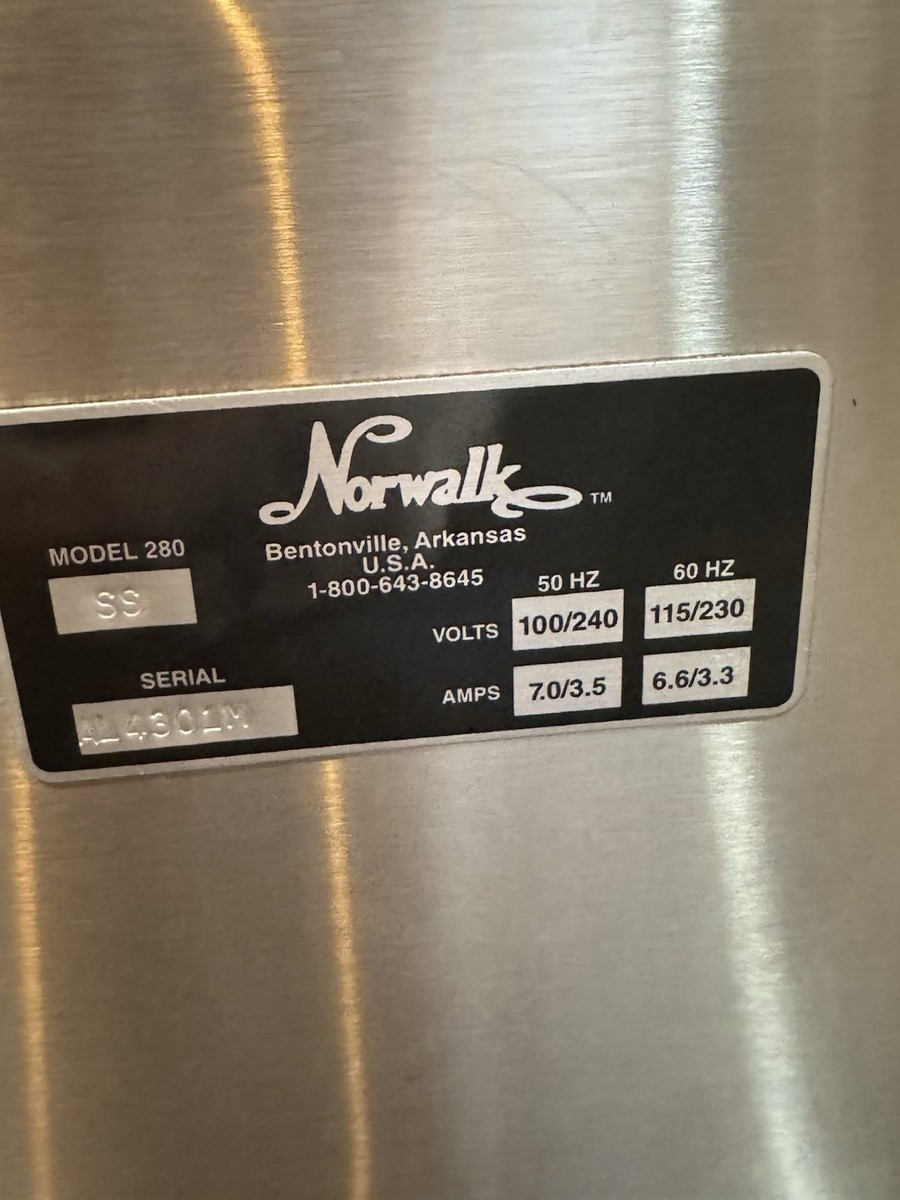 Norwalk™
Bentonville, Arkansas
U.S.A.
1-800-643-8645
MODEL 280
SS
SERIAL
AL4301M
50 HZ 60 HZ
VOLTS 100/240 115/230
AMPS 7.0/3.5 6.6/3.3